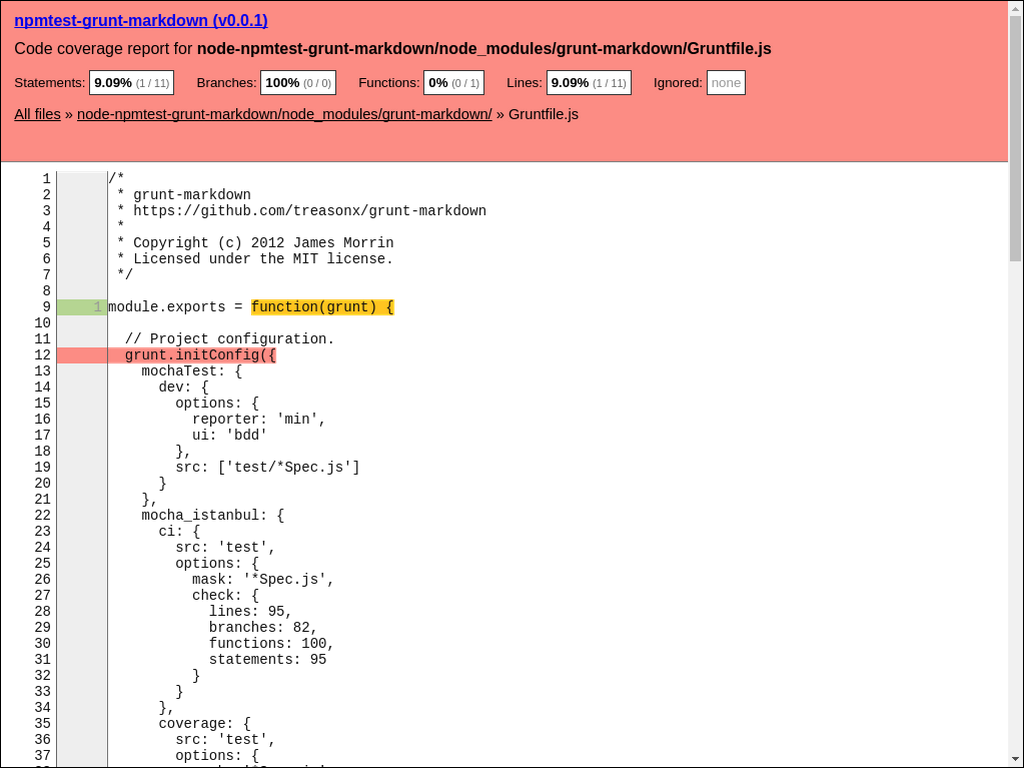 npmtest-grunt-markdown (v0.0.1)
Code coverage report for node-npmtest-grunt-markdown/node_modules/grunt-markdown/Gruntfile.js
Statements: 9.09% (1 / 11) Branches: 100% (0 / 0) Functions: 0% (0 / 1) Lines: 9.09% (1 / 11) Ignored: none
All files » node-npmtest-grunt-markdown/node_modules/grunt-markdown/ » Gruntfile.js
1 /*
2  * grunt-markdown
3  * https://github.com/treasonx/grunt-markdown
4  *
5  * Copyright (c) 2012 James Morrin
6  * Licensed under the MIT license.
7  */
8
9 1 module.exports = function(grunt) {
10
11   // Project configuration.
12   grunt.initConfig({
13     mochaTest: {
14       dev: {
15         options: {
16           reporter: 'min',
17           ui: 'bdd'
18         },
19         src: ['test/*Spec.js']
20       }
21     },
22     mocha_istanbul: {
23       ci: {
24         src: 'test',
25         options: {
26           mask: '*Spec.js',
27           check: {
28             lines: 95,
29             branches: 82,
30             functions: 100,
31             statements: 95
32           }
33         }
34       },
35       coverage: {
36         src: 'test',
37         options: {